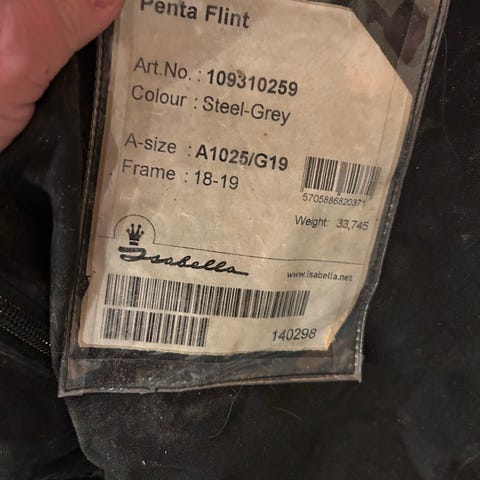 Penta Flint
Art.No. : 109310259
Colour : Steel-Grey
A-size : A1025/G19
Frame : 18-19
5705886820371
Weight: 33,745
Isabella
www.isabella.net
140298